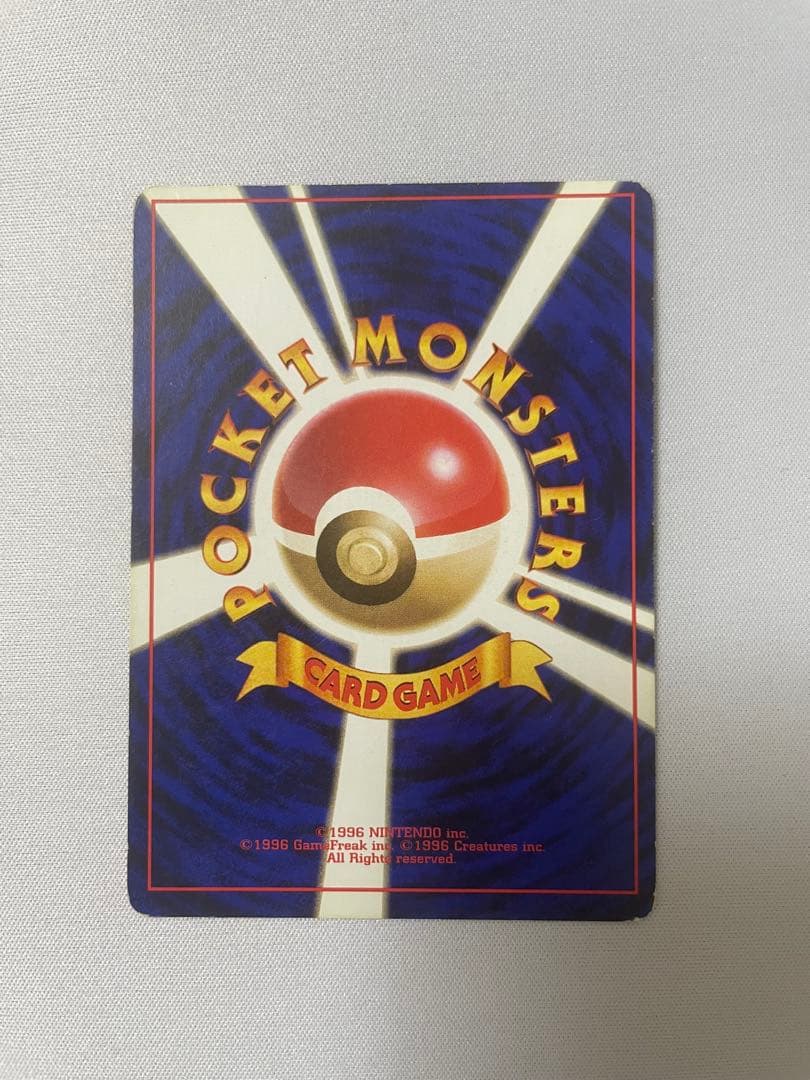 POCKET MONSTERS
CARD GAME
©1996 NINTENDO inc.
©1996 GameFreak inc. ©1996 Creatures inc.
All Rights reserved.